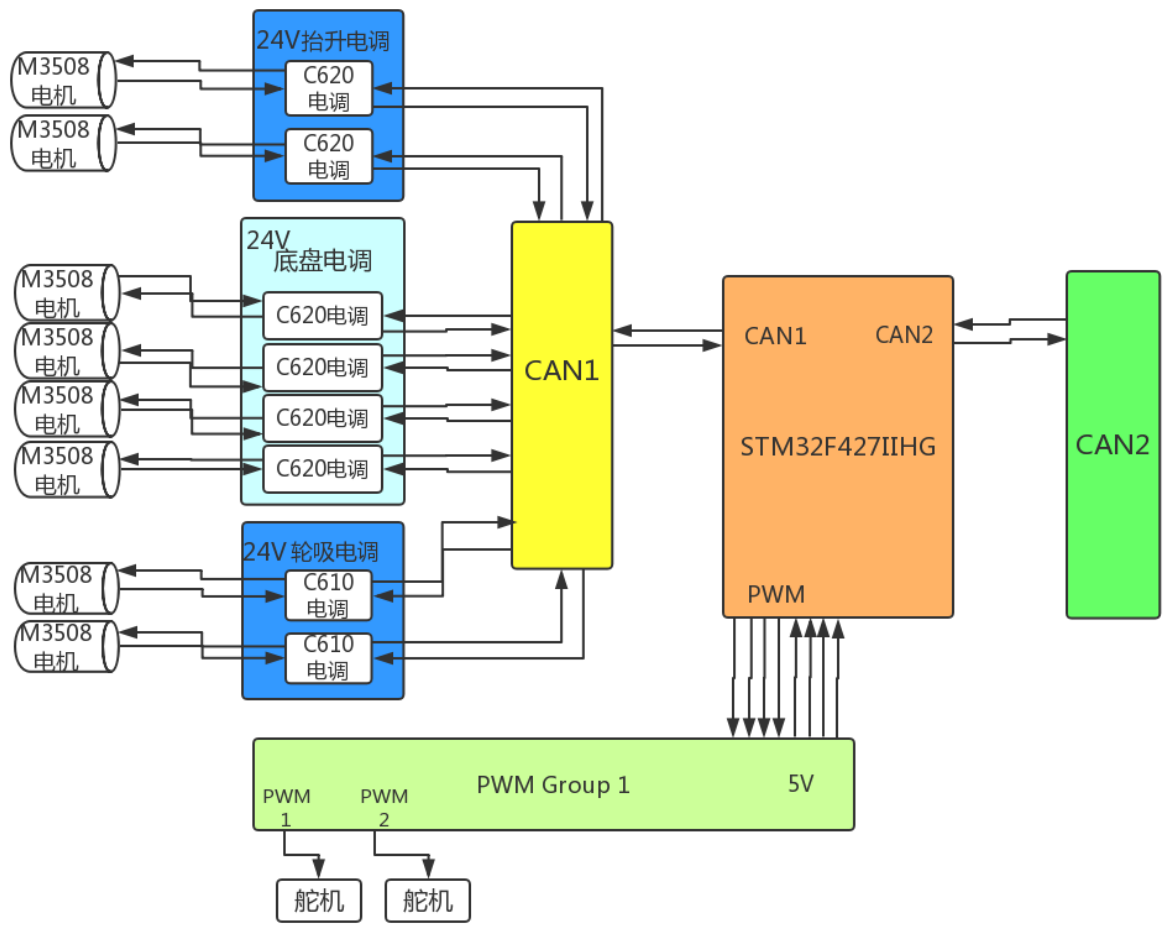 24V抬升电调
M3508
电机
C620
电调
M3508
电机
C620
电调
24V
底盘电调
M3508
电机
C620电调
M3508
电机
C620电调
M3508
电机
C620电调
M3508
电机
C620电调
CAN1
CAN1
CAN2
STM32F427IIHG
PWM
CAN2
24V轮吸电调
M3508
电机
C610
电调
M3508
电机
C610
电调
PWM Group 1
5V
PWM
1
PWM
2
舵机
舵机